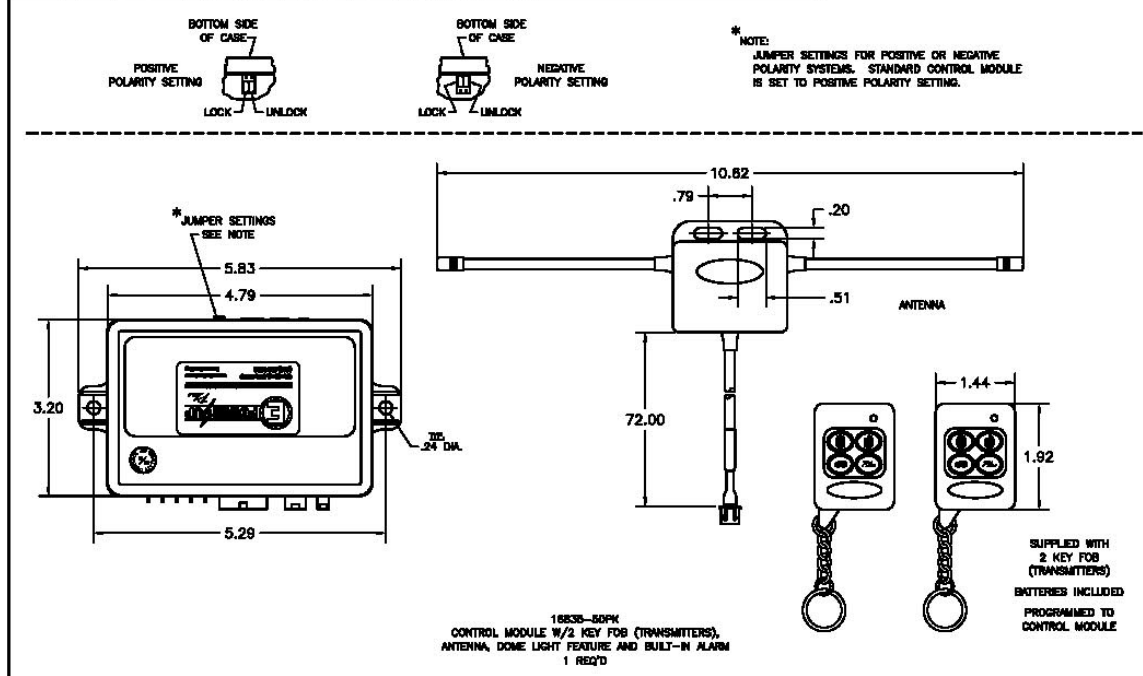 BOTTOM SIDE
OF CASE
POSITIVE
POLARITY SETTING
LOCK
UNLOCK
BOTTOM SIDE
OF CASE
NEGATIVE
POLARITY SETTING
LOCK
UNLOCK
*NOTE:
JUMPER SETTINGS FOR POSITIVE OR NEGATIVE
POLARITY SYSTEMS. STANDARD CONTROL MODULE
IS SET TO POSITIVE POLARITY SETTING.
*JUMPER SETTINGS
SEE NOTE
5.83
4.79
3.20
.24 DIA.
5.29
10.62
.79
.20
.51
ANTENNA
72.00
1.44
1.92
SUPPLIED WITH
2 KEY FOB
(TRANSMITTERS)
BATTERIES INCLUDED
PROGRAMMED TO
CONTROL MODULE
CONTROL MODULE W/2 KEY FOB (TRANSMITTERS),
ANTENNA, DOME LIGHT FEATURE AND BUILT-IN ALARM
1 REQ'D